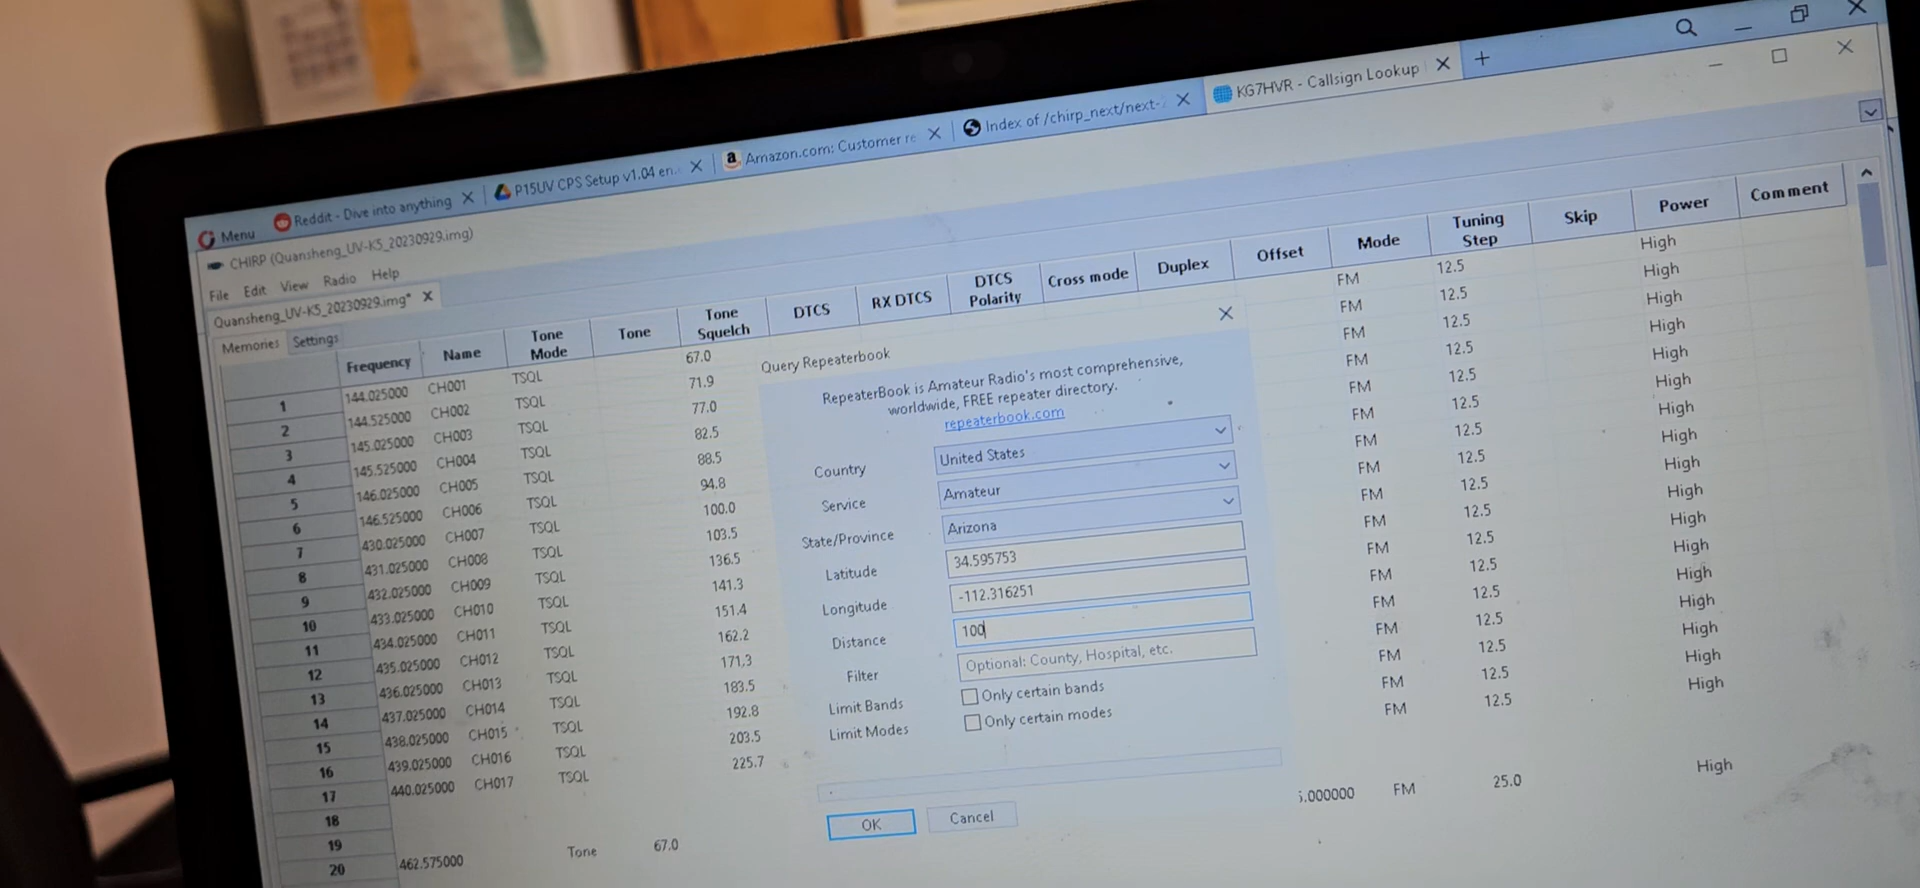 Menu Reddit - Dive into anything P15UV CPS Setup v1.04 en. Amazon.com: Customer re Index of /chirp_next/next- KG7HVR - Callsign Lookup
CHIRP (Quansheng_UV-K5_20230929.img)
File Edit View Radio Help
Quansheng_UV-K5_20230929.img*
Memories Settings
Frequency Name Tone Mode Tone Tone Squelch DTCS RX DTCS DTCS Polarity Cross mode Duplex Offset Mode Tuning Step Skip Power Comment
1 144.025000 CH001 TSQL 67.0 FM 12.5 High
2 144.525000 CH002 TSQL 71.9 FM 12.5 High
3 145.025000 CH003 TSQL 77.0 FM 12.5 High
4 145.525000 CH004 TSQL 82.5 FM 12.5 High
5 146.025000 CH005 TSQL 88.5 FM 12.5 High
6 146.525000 CH006 TSQL 94.8 FM 12.5 High
7 430.025000 CH007 TSQL 100.0 FM 12.5 High
8 431.025000 CH008 TSQL 103.5 FM 12.5 High
9 432.025000 CH009 TSQL 136.5 FM 12.5 High
10 433.025000 CH010 TSQL 141.3 FM 12.5 High
11 434.025000 CH011 TSQL 151.4 FM 12.5 High
12 435.025000 CH012 TSQL 162.2 FM 12.5 High
13 436.025000 CH013 TSQL 171.3 FM 12.5 High
14 437.025000 CH014 TSQL 183.5 FM 12.5 High
15 438.025000 CH015 TSQL 192.8 FM 12.5 High
16 439.025000 CH016 TSQL 203.5 FM 12.5 High
17 440.025000 CH017 TSQL 225.7 FM 12.5 High
18
19
20 462.575000 Tone 67.0 5.000000 FM 25.0 High
Query Repeaterbook
RepeaterBook is Amateur Radio's most comprehensive,
worldwide, FREE repeater directory.
repeaterbook.com
Country United States
Service Amateur
State/Province Arizona
Latitude 34.595753
Longitude -112.316251
Distance 100
Filter Optional: County, Hospital, etc.
Limit Bands Only certain bands
Limit Modes Only certain modes
OK Cancel